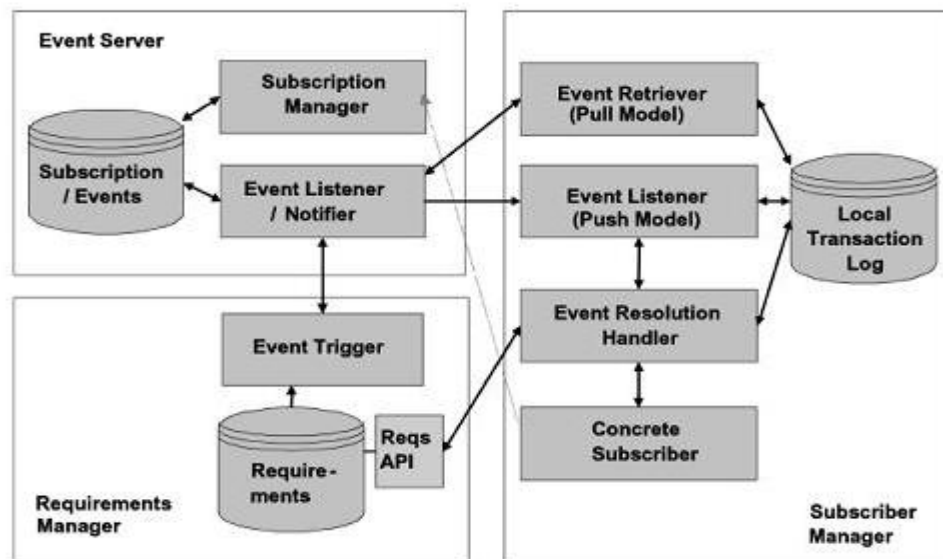 Event Server
Subscription
Manager
Subscription
/ Events
Event Listener
/ Notifier
Event Trigger
Reqs
API
Require -
ments
Requirements
Manager
Event Retriever
(Pull Model)
Event Listener
(Push Model)
Local
Transaction
Log
Event Resolution
Handler
Concrete
Subscriber
Subscriber
Manager